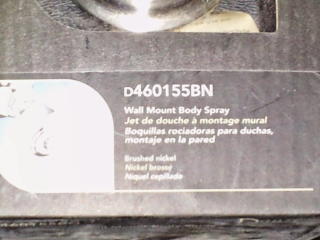 D460155BN
Wall Mount Body Spray
Jet de douche à montage mural
Boquillas rociadoras para duchas,
montaje en la pared
Brushed nickel
Nickel brossé
Níquel cepillado